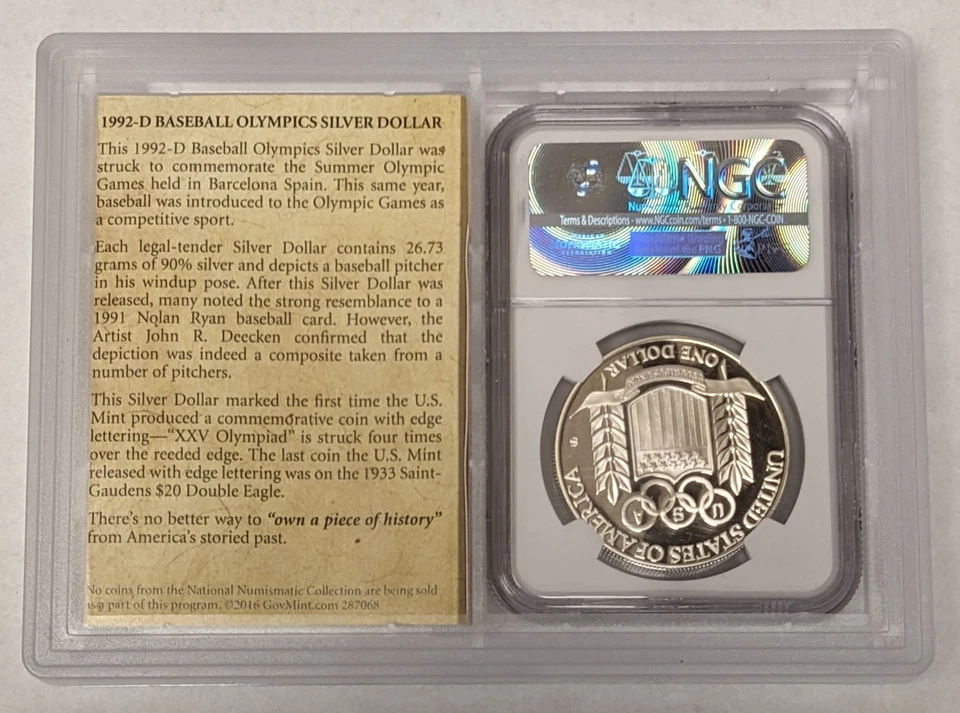 1992-D BASEBALL OLYMPICS SILVER DOLLAR
This 1992-D Baseball Olympics Silver Dollar was
struck to commemorate the Summer Olympic
Games held in Barcelona Spain. This same year,
baseball was introduced to the Olympic Games as
a competitive sport.
Each legal-tender Silver Dollar contains 26.73
grams of 90% silver and depicts a baseball pitcher
in his windup pose. After this Silver Dollar was
released, many noted the strong resemblance to a
1991 Nolan Ryan baseball card. However, the
Artist John R. Deecken confirmed that the
depiction was indeed a composite taken from a
number of pitchers.
This Silver Dollar marked the first time the U.S.
Mint produced a commemorative coin with edge
lettering—“XXV Olympiad” is struck four times
over the reeded edge. The last coin the U.S. Mint
released with edge lettering was on the 1933 Saint-
Gaudens $20 Double Eagle.
There's no better way to “own a piece of history”
from America's storied past.
No coins from the National Numismatic Collection are being sold
as a part of this program. ©2016 GovMint.com 287068
NGC
Terms & Descriptions - www.NGCcoin.com/terms • 1-800-NGC-COIN
ONE DOLLAR
S
USA
UNITED STATES OF AMERICA